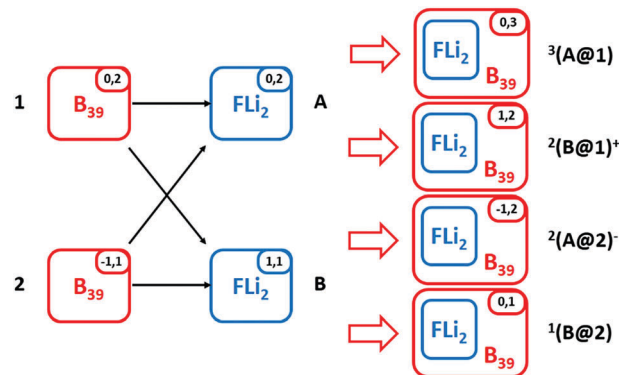 0,2
1 B₃₉
0,2
FLi₂ A
-1,1
2 B₃₉
1,1
FLi₂ B
0,3
FLi₂ B₃₉ ³(A@1)
1,2
FLi₂ B₃₉ ²(B@1)⁺
-1,2
FLi₂ B₃₉ ²(A@2)⁻
0,1
FLi₂ B₃₉ ¹(B@2)